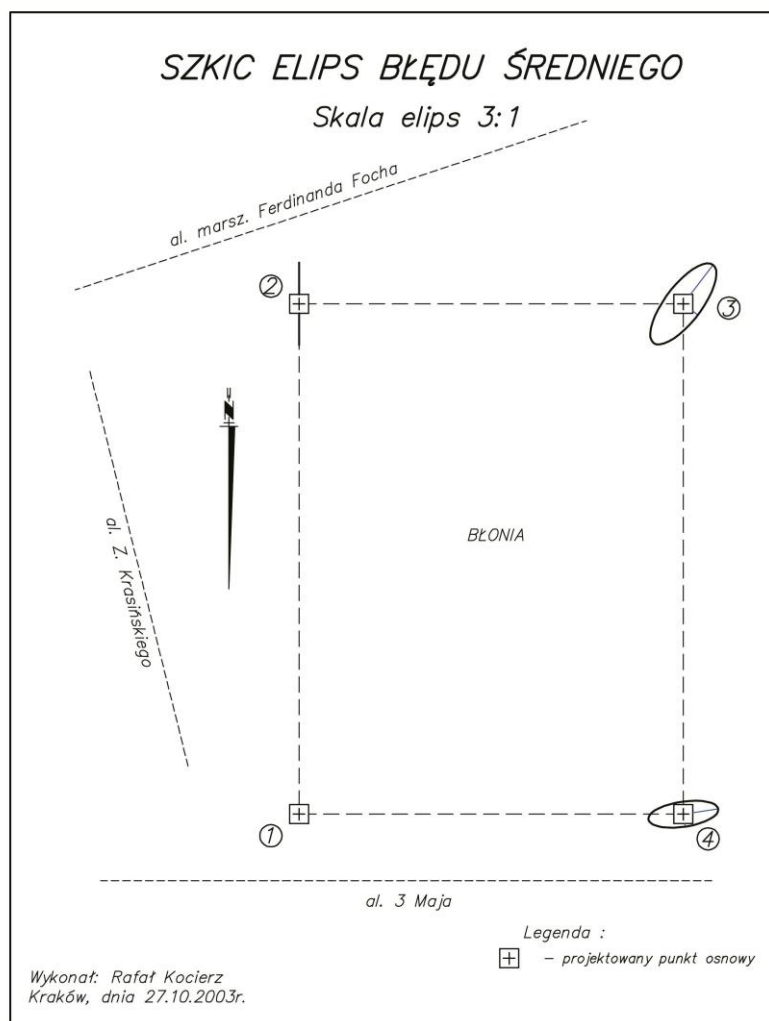 SZKIC ELIPS BŁĘDU ŚREDNIEGO
Skala elips 3:1
al. marsz. Ferdinanda Focha
2
3
N
al. Z. Krasińskiego
BŁONIA
1
4
al. 3 Maja
Legenda :
– projektowany punkt osnowy
Wykonał: Rafał Kocierz
Kraków, dnia 27.10.2003r.